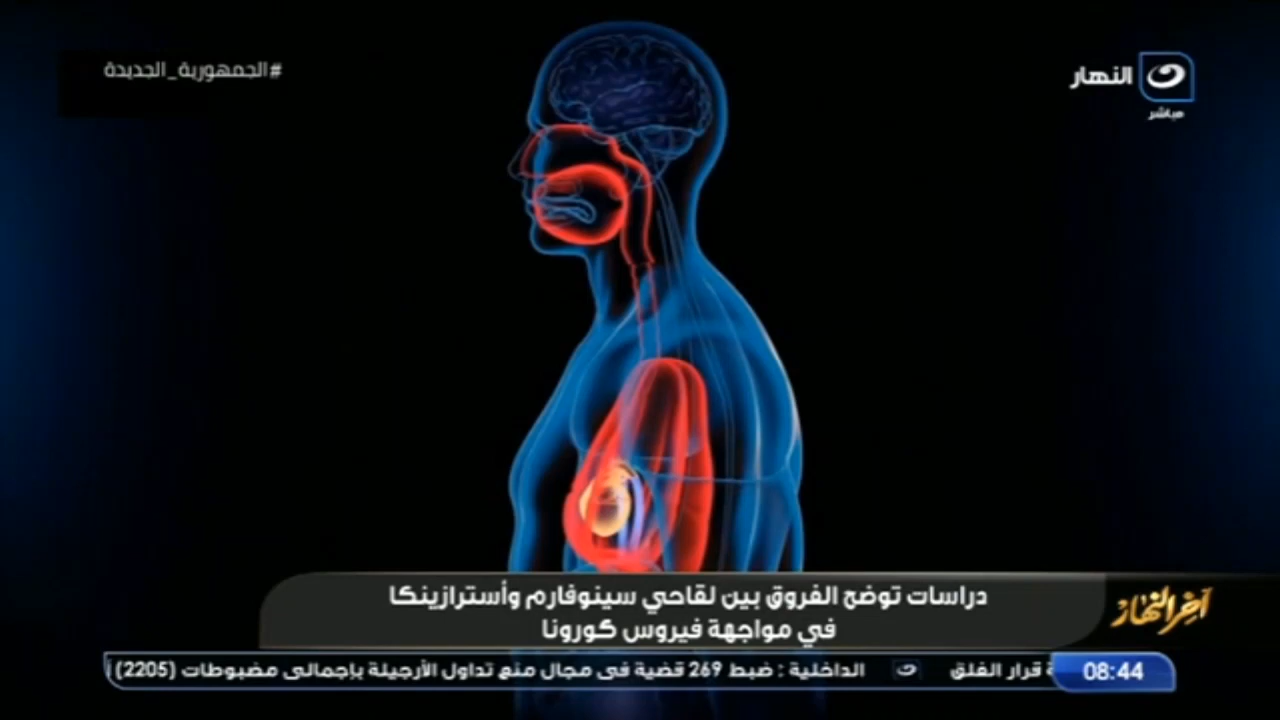 #الجمهورية_الجديدة
النهار
مباشر
دراسات توضح الفروق بين لقاحي سينوفارم وأسترازينكا
في مواجهة فيروس كورونا
آخر النهار
08:44
ة قرار الغلق
الداخلية : ضبط 269 قضية فى مجال منع تداول الأرجيلة بإجمالى مضبوطات (2205)